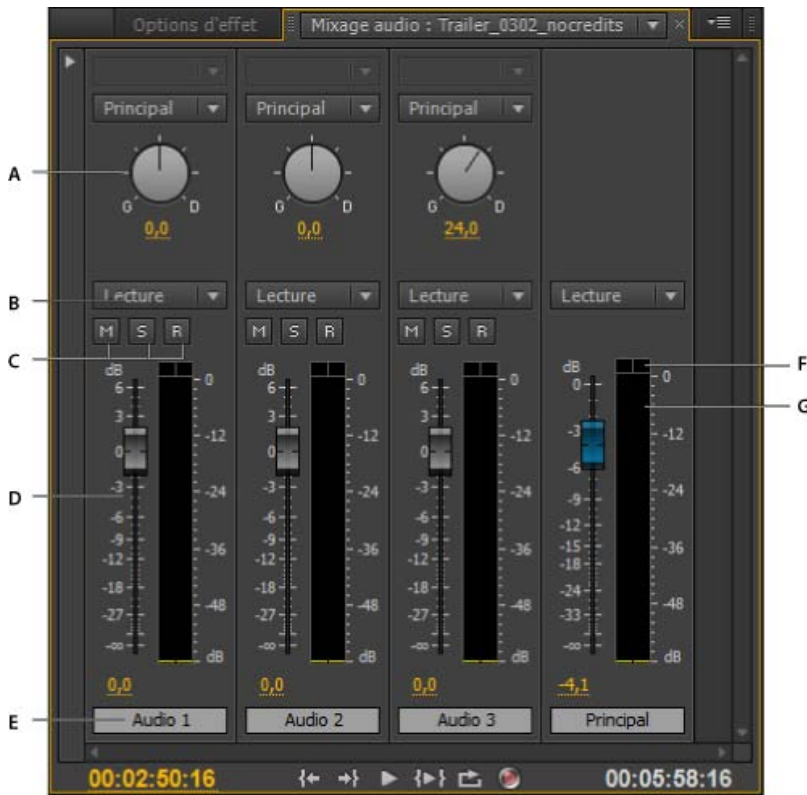 Options d'effet Mixage audio : Trailer_0302_nocredits
Principal Principal Principal
A
G D G D G D
0,0 0,0 24,0
B Lecture Lecture Lecture Lecture
M S R M S R M S R
C
dB dB dB dB
F
G
6 3 0 -3 -6 -9 -12 -18 -27 -∞
0 -12 -24 -36 -48 dB
6 3 0 -3 -6 -9 -12 -18 -27 -∞
0 -12 -24 -36 -48 dB
6 3 0 -3 -6 -9 -12 -18 -27 -∞
0 -12 -24 -36 -48 dB
0 -3 -6 -9 -12 -15 -18 -24 -33 -∞
0 -12 -24 -36 -48 dB
D
0,0 0,0 0,0 -4,1
E Audio 1 Audio 2 Audio 3 Principal
00:02:50:16 00:05:58:16